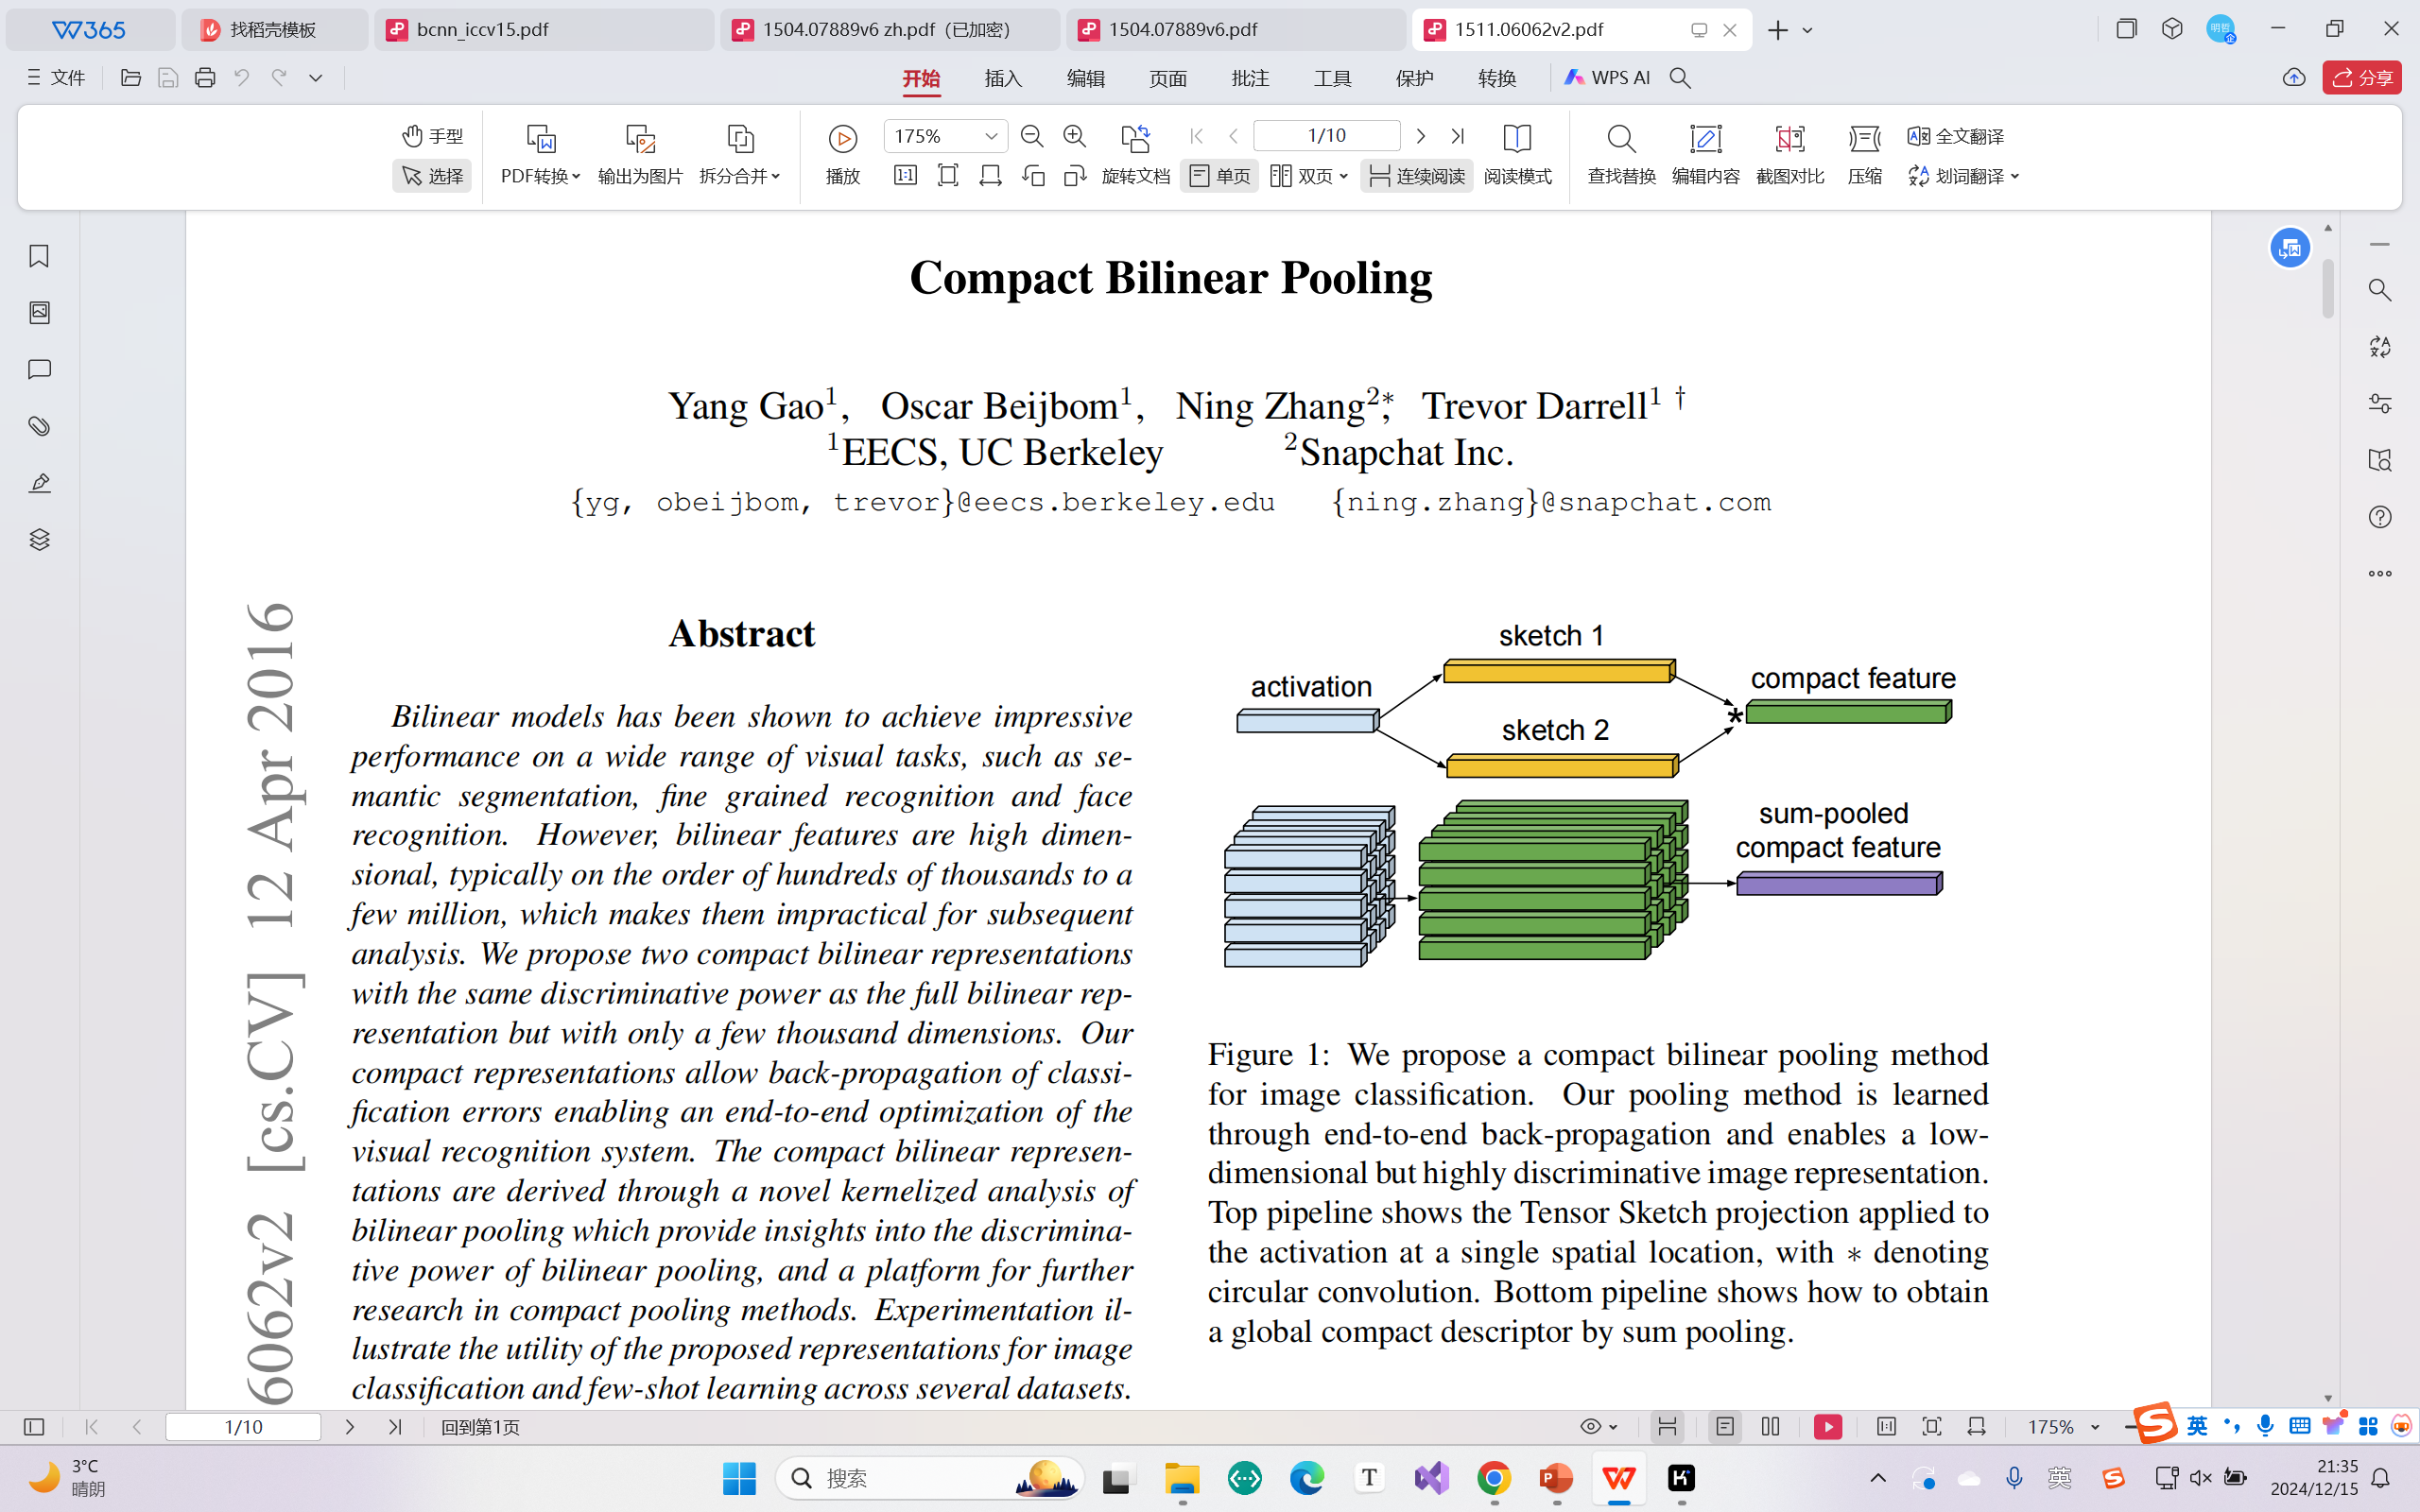 W365
找稻壳模板
bcnn_iccv15.pdf
1504.07889v6 zh.pdf（已加密）
1504.07889v6.pdf
1511.06062v2.pdf
文件
开始
插入
编辑
页面
批注
工具
保护
转换
WPS AI
分享
手型
选择
PDF转换
输出为图片
拆分合并
播放
175%
1/10
1:1
旋转文档
单页
双页
连续阅读
阅读模式
查找替换
编辑内容
截图对比
压缩
全文翻译
划词翻译
Compact Bilinear Pooling
Yang Gao1, Oscar Beijbom1, Ning Zhang2*, Trevor Darrell1 †
1EECS, UC Berkeley 2Snapchat Inc.
{yg, obeijbom, trevor}@eecs.berkeley.edu {ning.zhang}@snapchat.com
6062v2 [cs.CV] 12 Apr 2016
Abstract
Bilinear models has been shown to achieve impressive
performance on a wide range of visual tasks, such as se-
mantic segmentation, fine grained recognition and face
recognition. However, bilinear features are high dimen-
sional, typically on the order of hundreds of thousands to a
few million, which makes them impractical for subsequent
analysis. We propose two compact bilinear representations
with the same discriminative power as the full bilinear rep-
resentation but with only a few thousand dimensions. Our
compact representations allow back-propagation of classi-
fication errors enabling an end-to-end optimization of the
visual recognition system. The compact bilinear represen-
tations are derived through a novel kernelized analysis of
bilinear pooling which provide insights into the discrimina-
tive power of bilinear pooling, and a platform for further
research in compact pooling methods. Experimentation il-
lustrate the utility of the proposed representations for image
classification and few-shot learning across several datasets.
sketch 1
activation
compact feature
*
sketch 2
sum-pooled
compact feature
Figure 1: We propose a compact bilinear pooling method
for image classification. Our pooling method is learned
through end-to-end back-propagation and enables a low-
dimensional but highly discriminative image representation.
Top pipeline shows the Tensor Sketch projection applied to
the activation at a single spatial location, with ∗ denoting
circular convolution. Bottom pipeline shows how to obtain
a global compact descriptor by sum pooling.
1/10
回到第1页
175%
英
3°C
晴朗
搜索
英
21:35
2024/12/15